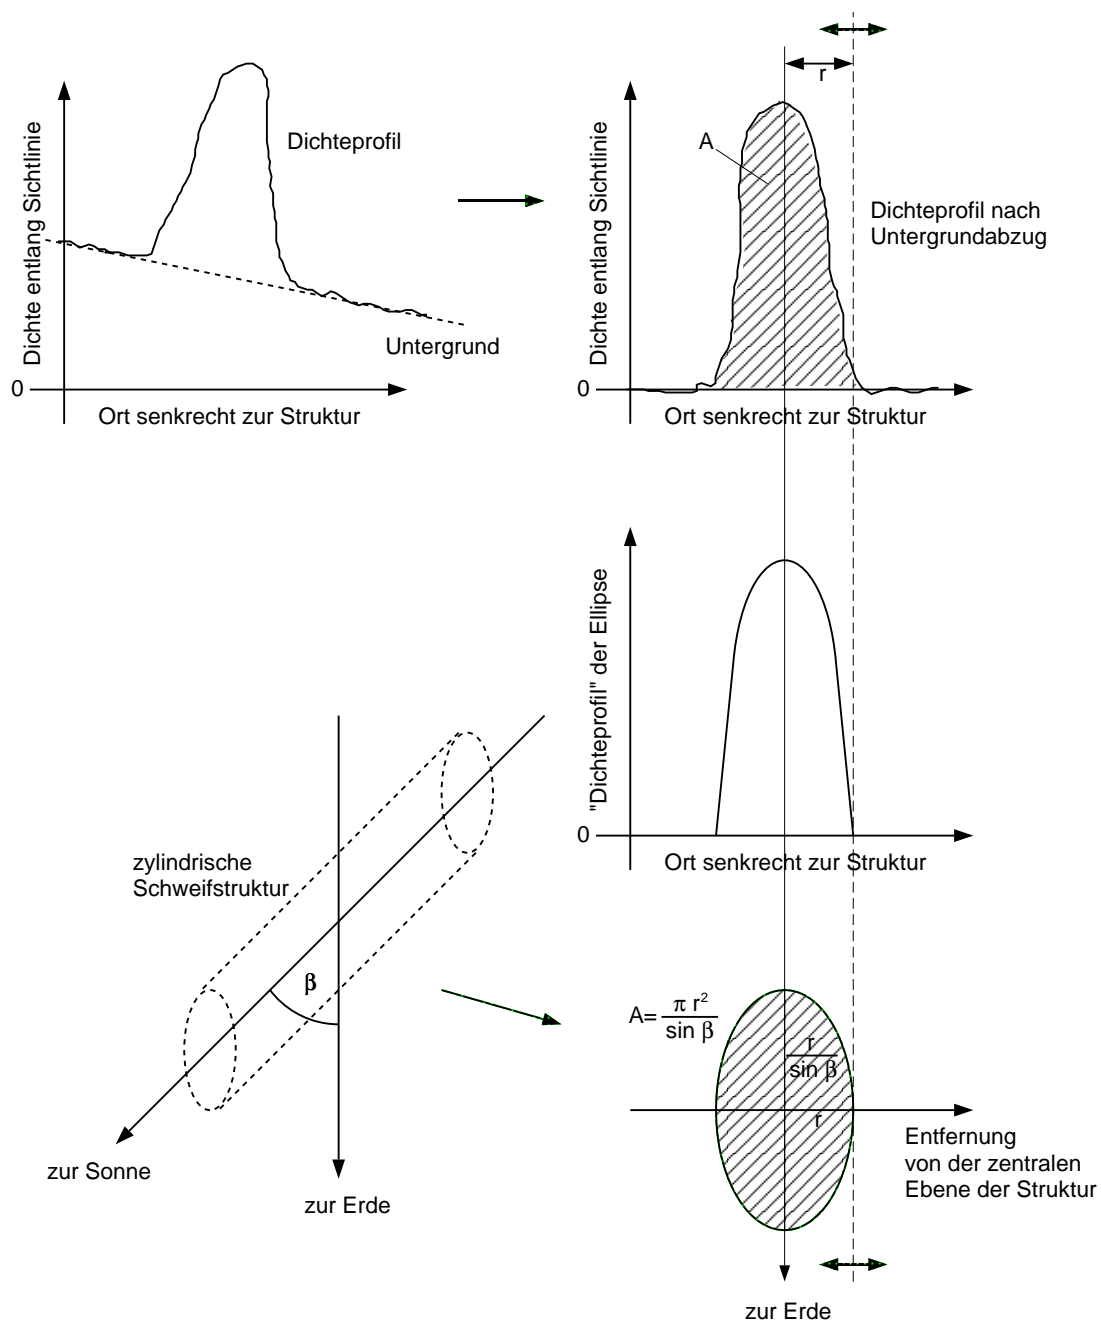 Dichte entlang Sichtlinie
Dichteprofil
Untergrund
0
Ort senkrecht zur Struktur
r
A
Dichte entlang Sichtlinie
Dichteprofil nach
Untergrundabzug
0
Ort senkrecht zur Struktur
"Dichteprofil" der Ellipse
0
Ort senkrecht zur Struktur
zylindrische
Schweifstruktur
β
zur Sonne
zur Erde
A= π r²
sin β
r
sin β
r
Entfernung
von der zentralen
Ebene der Struktur
zur Erde